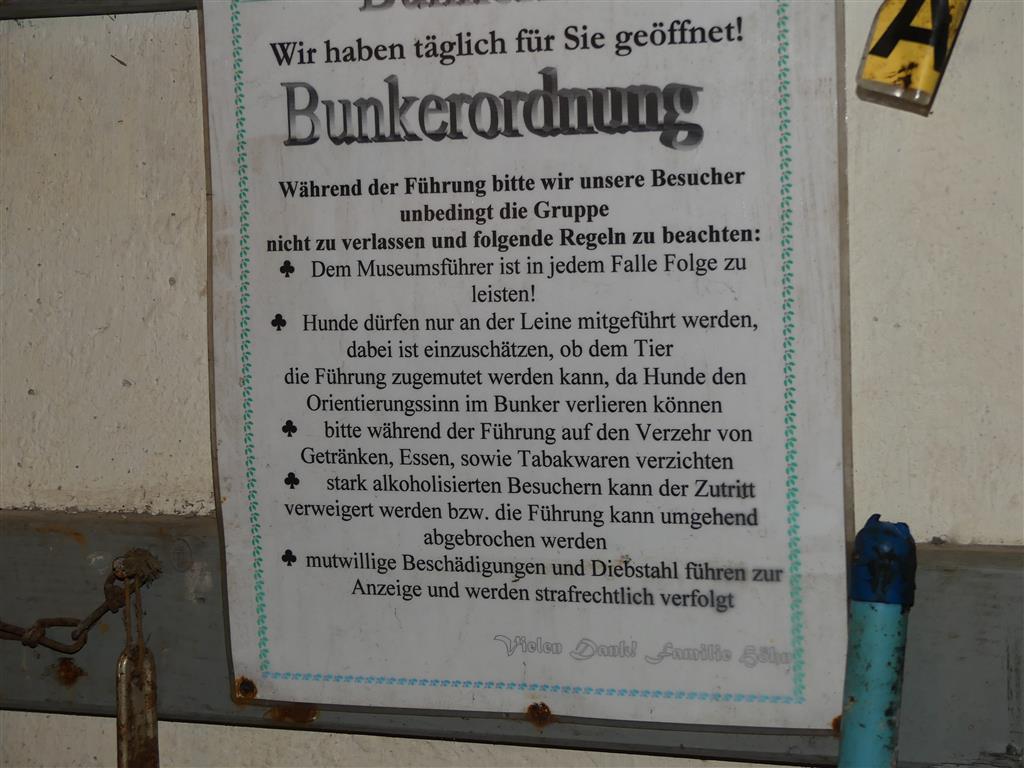 Wir haben täglich für Sie geöffnet!
Bunkerordnung
Während der Führung bitte wir unsere Besucher
unbedingt die Gruppe
nicht zu verlassen und folgende Regeln zu beachten:
♣ Dem Museumsführer ist in jedem Falle Folge zu
leisten!
♣ Hunde dürfen nur an der Leine mitgeführt werden,
dabei ist einzuschätzen, ob dem Tier
die Führung zugemutet werden kann, da Hunde den
Orientierungssinn im Bunker verlieren können
♣ bitte während der Führung auf den Verzehr von
Getränken, Essen, sowie Tabakwaren verzichten
♣ stark alkoholisierten Besuchern kann der Zutritt
verweigert werden bzw. die Führung kann umgehend
abgebrochen werden
♣ mutwillige Beschädigungen und Diebstahl führen zur
Anzeige und werden strafrechtlich verfolgt
Vielen Dank! Familie Höhn
A